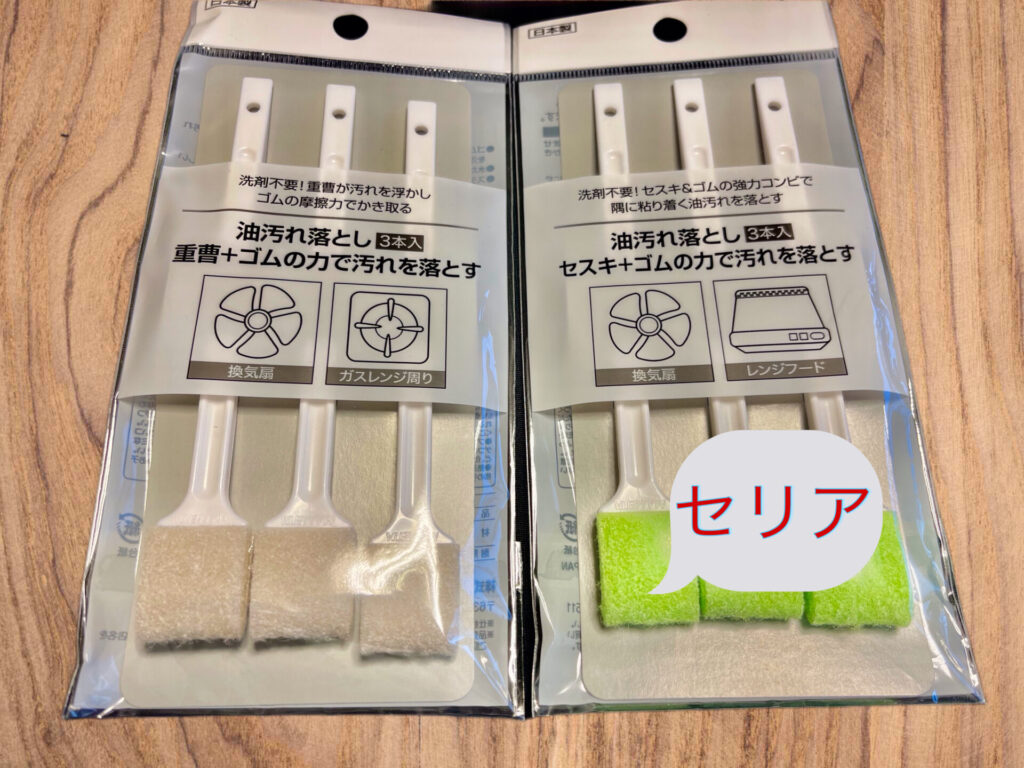 日本製
洗剤不要!重曹が汚れを浮かし
ゴムの摩擦力でかき取る
油汚れ落とし 3本入
重曹+ゴムの力で汚れを落とす
換気扇
ガスレンジ周り
日本製
洗剤不要!セスキ&ゴムの強力コンビで
隅に粘り着く油汚れを落とす
油汚れ落とし 3本入
セスキ+ゴムの力で汚れを落とす
換気扇
レンジフード
セリア